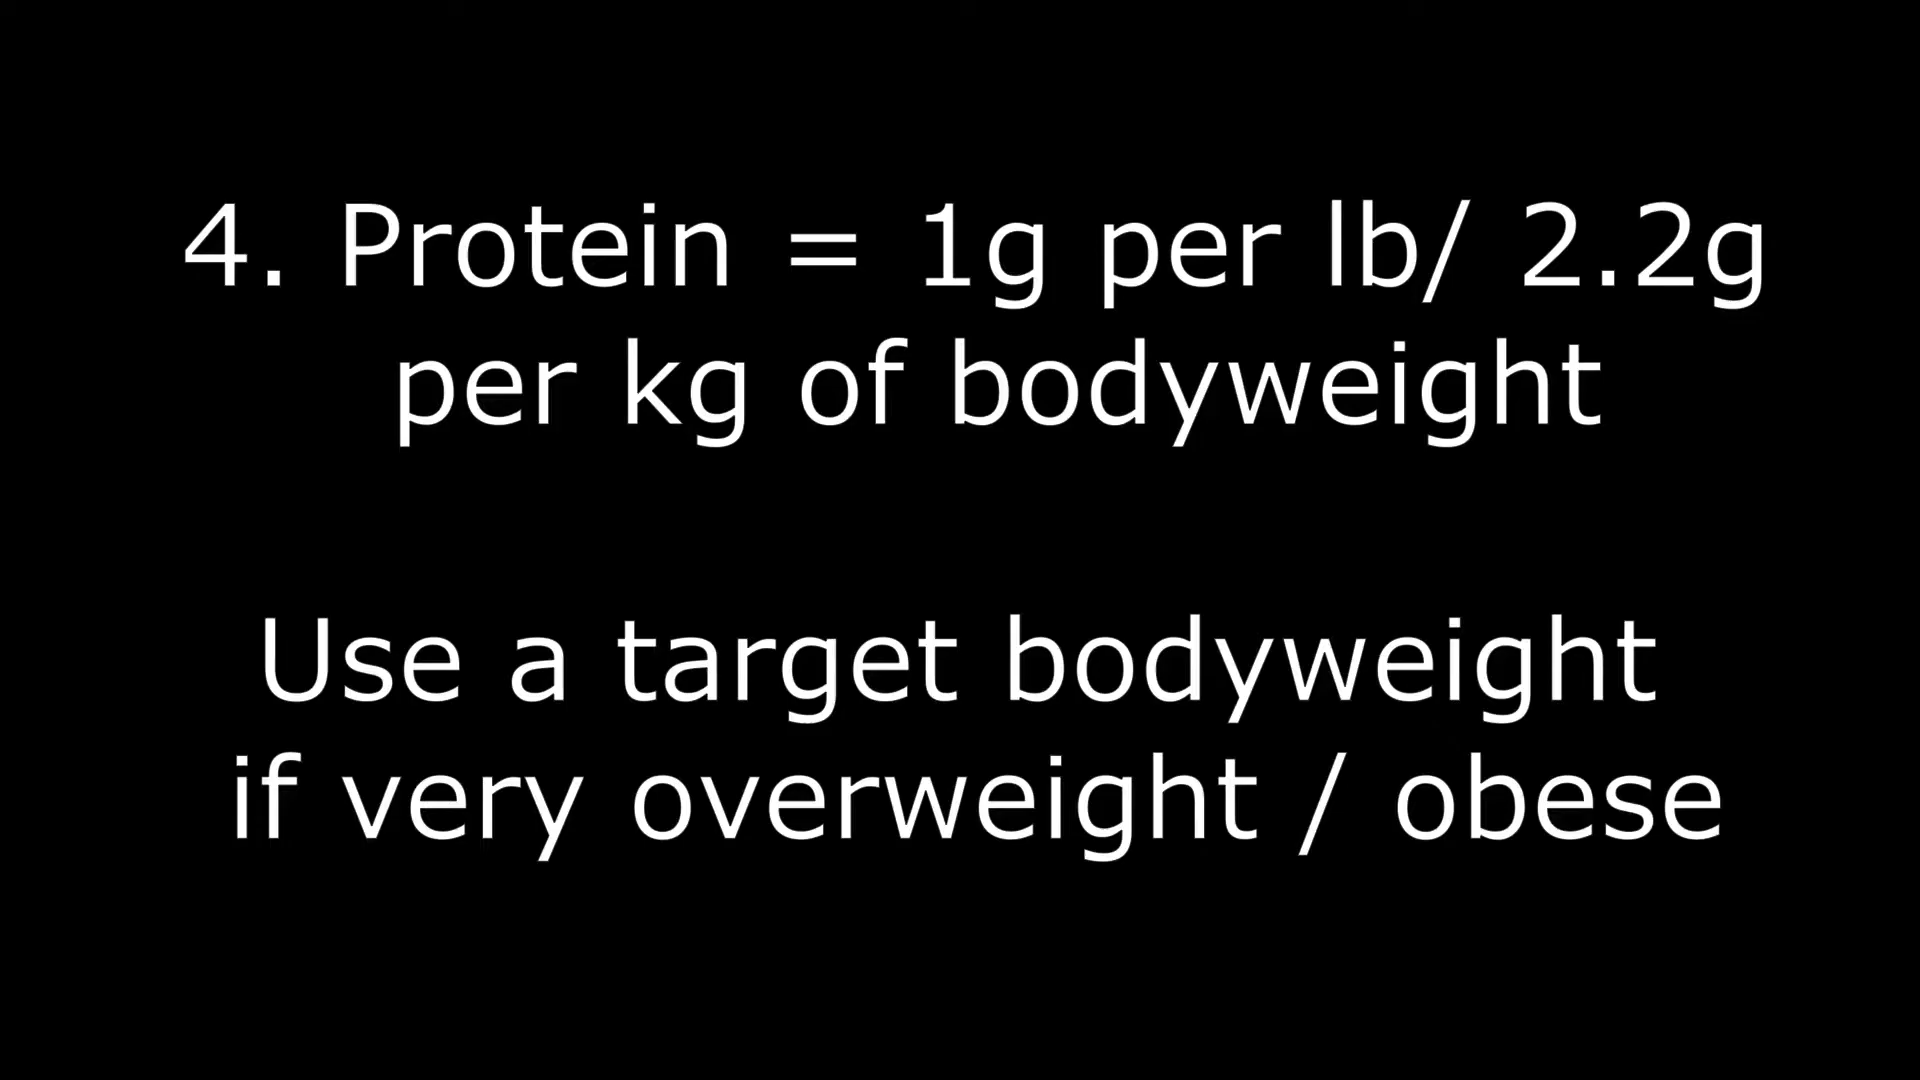 4. Protein = 1g per lb/ 2.2g
per kg of bodyweight
Use a target bodyweight
if very overweight / obese